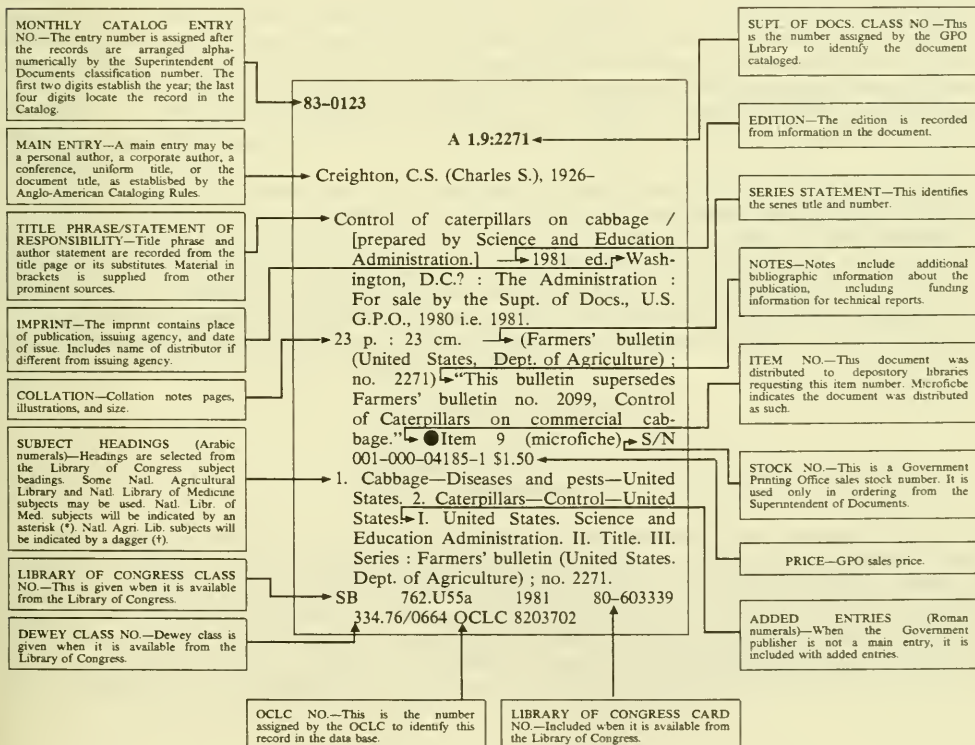 MONTHLY CATALOG ENTRY
NO.—The entry number is assigned after
the records are arranged alpha-
numerically by the Superintendent of
Documents classification number. The
first two digits establish the year; the last
four digits locate the record in the
Catalog.
MAIN ENTRY—A main entry may be
a personal author, a corporate author, a
conference, uniform title, or the
document title, as established by the
Anglo-American Cataloging Rules.
TITLE PHRASE/STATEMENT OF
RESPONSIBILITY—Title phrase and
author statement are recorded from the
title page or its substitutes. Material in
brackets is supplied from other
prominent sources.
IMPRINT—The imprint contains place
of publication, issuing agency, and date
of issue. Includes name of distributor if
different from issuing agency.
COLLATION—Collation notes pages,
illustrations, and size.
SUBJECT HEADINGS (Arabic
numerals)—Headings are selected from
the Library of Congress subject
headings. Some Natl. Agricultural
Library and Natl. Library of Medicine
subjects may be used. Natl. Libr. of
Med. subjects will be indicated by an
asterisk (*). Natl. Agri. Lib. subjects will
be indicated by a dagger (†).
LIBRARY OF CONGRESS CLASS
NO.—This is given when it is available
from the Library of Congress.
DEWEY CLASS NO.—Dewey class is
given when it is available from the
Library of Congress.
83-0123
A 1.9:2271
Creighton, C.S. (Charles S.), 1926–
Control of caterpillars on cabbage /
[prepared by Science and Education
Administration.] 1981 ed. Wash-
ington, D.C.? : The Administration :
For sale by the Supt. of Docs., U.S.
G.P.O., 1980 i.e. 1981.
23 p. : 23 cm. (Farmers' bulletin
(United States, Dept. of Agriculture) ;
no. 2271) “This bulletin supersedes
Farmers' bulletin no. 2099, Control
of Caterpillars on commercial cab-
bage.” ●Item 9 (microfiche) S/N
001-000-04185-1 $1.50
1. Cabbage—Diseases and pests—United
States. 2. Caterpillars—Control—United
States. I. United States. Science and
Education Administration. II. Title. III.
Series : Farmers' bulletin (United States.
Dept. of Agriculture) ; no. 2271.
SB 762.U55a 1981 80–603339
334.76/0664 OCLC 8203702
SUPT. OF DOCS. CLASS NO —This
is the number assigned by the GPO
Library to identify the document
cataloged.
EDITION—The edition is recorded
from information in the document.
SERIES STATEMENT—This identifies
the series title and number.
NOTES—Notes include additional
bibliographic information about the
publication, including funding
information for technical reports.
ITEM NO.—This document was
distributed to depository libraries
requesting this item number. Microfiche
indicates the document was distributed
as such.
STOCK NO.—This is a Government
Printing Office sales stock number. It is
used only in ordering from the
Superintendent of Documents.
PRICE—GPO sales price.
ADDED ENTRIES (Roman
numerals)—When the Government
publisher is not a main entry, it is
included with added entries.
OCLC NO.—This is the number
assigned by the OCLC to identify this
record in the data base.
LIBRARY OF CONGRESS CARD
NO.—Included when it is available from
the Library of Congress.